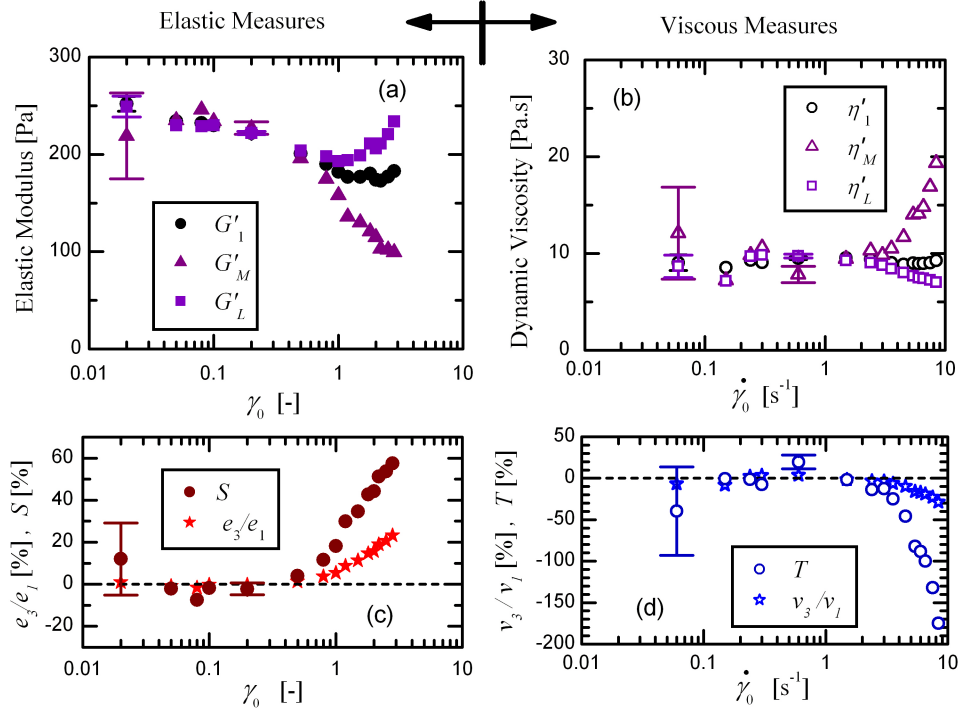 Elastic Measures
Viscous Measures
(a)
Elastic Modulus [Pa]
300
250
200
150
100
50
0
G′1
G′M
G′L
0.01 0.1 1 10
γ0 [-]
(b)
Dynamic Viscosity [Pa.s]
30
20
10
0
η′1
η′M
η′L
0.01 0.1 1 10
γ̇0 [s-1]
(c)
e3/e1 [%] , S [%]
60
40
20
0
-20
S
e3/e1
0.01 0.1 1 10
γ0 [-]
(d)
v3/v1 [%] , T [%]
50
0
-50
-100
-150
-200
T
v3/v1
0.01 0.1 1 10
γ̇0 [s-1]